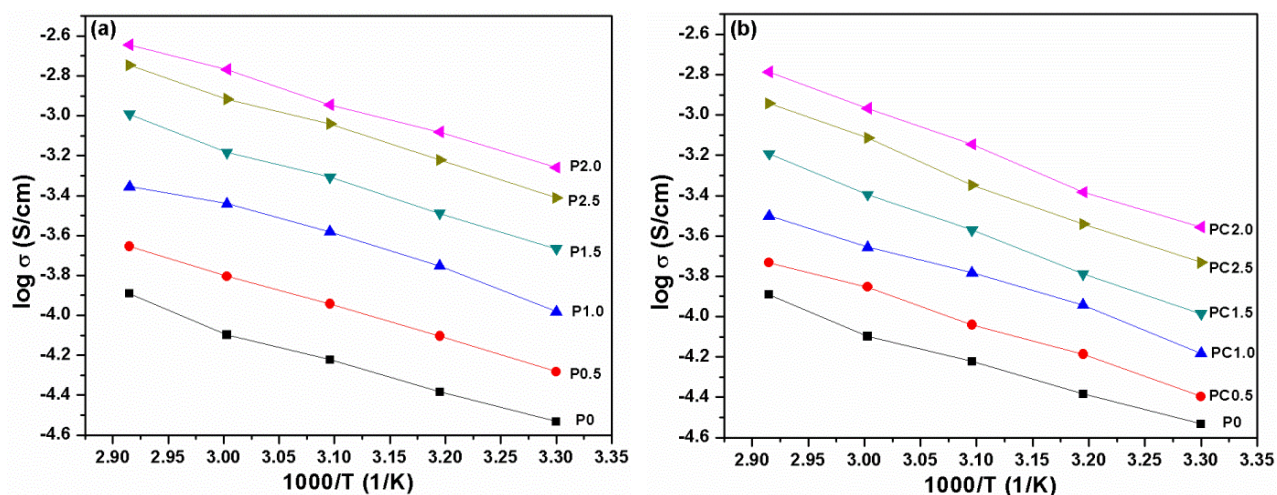 (a)
log σ (S/cm)
-2.6
-2.8
-3.0
-3.2
-3.4
-3.6
-3.8
-4.0
-4.2
-4.4
-4.6
P2.0
P2.5
P1.5
P1.0
P0.5
P0
2.90 2.95 3.00 3.05 3.10 3.15 3.20 3.25 3.30 3.35
1000/T (1/K)
(b)
log σ (S/cm)
-2.6
-2.8
-3.0
-3.2
-3.4
-3.6
-3.8
-4.0
-4.2
-4.4
-4.6
PC2.0
PC2.5
PC1.5
PC1.0
PC0.5
P0
2.90 2.95 3.00 3.05 3.10 3.15 3.20 3.25 3.30 3.35
1000/T (1/K)